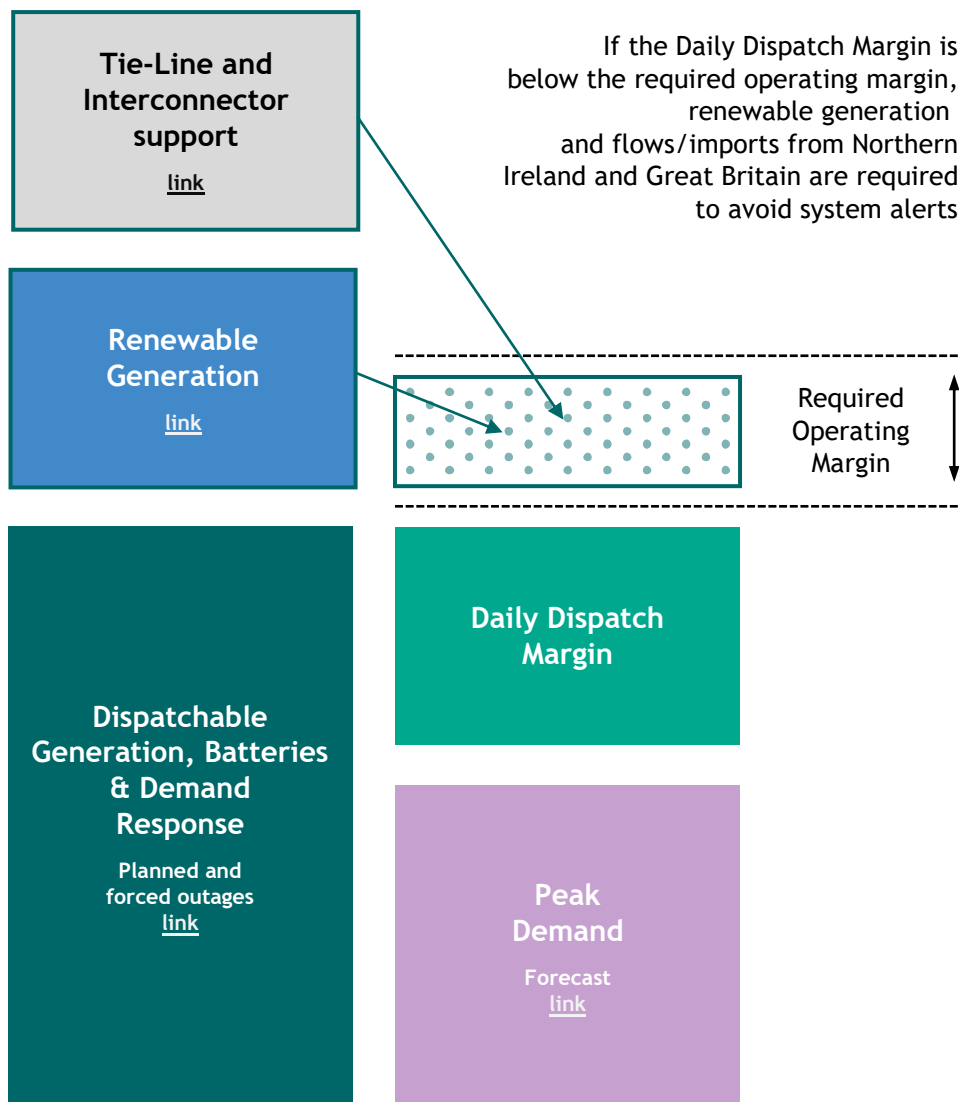 Tie-Line and
Interconnector
support
link
If the Daily Dispatch Margin is
below the required operating margin,
renewable generation
and flows/imports from Northern
Ireland and Great Britain are required
to avoid system alerts
Renewable
Generation
link
Required
Operating
Margin
Daily Dispatch
Margin
Dispatchable
Generation, Batteries
& Demand
Response
Planned and
forced outages
link
Peak
Demand
Forecast
link